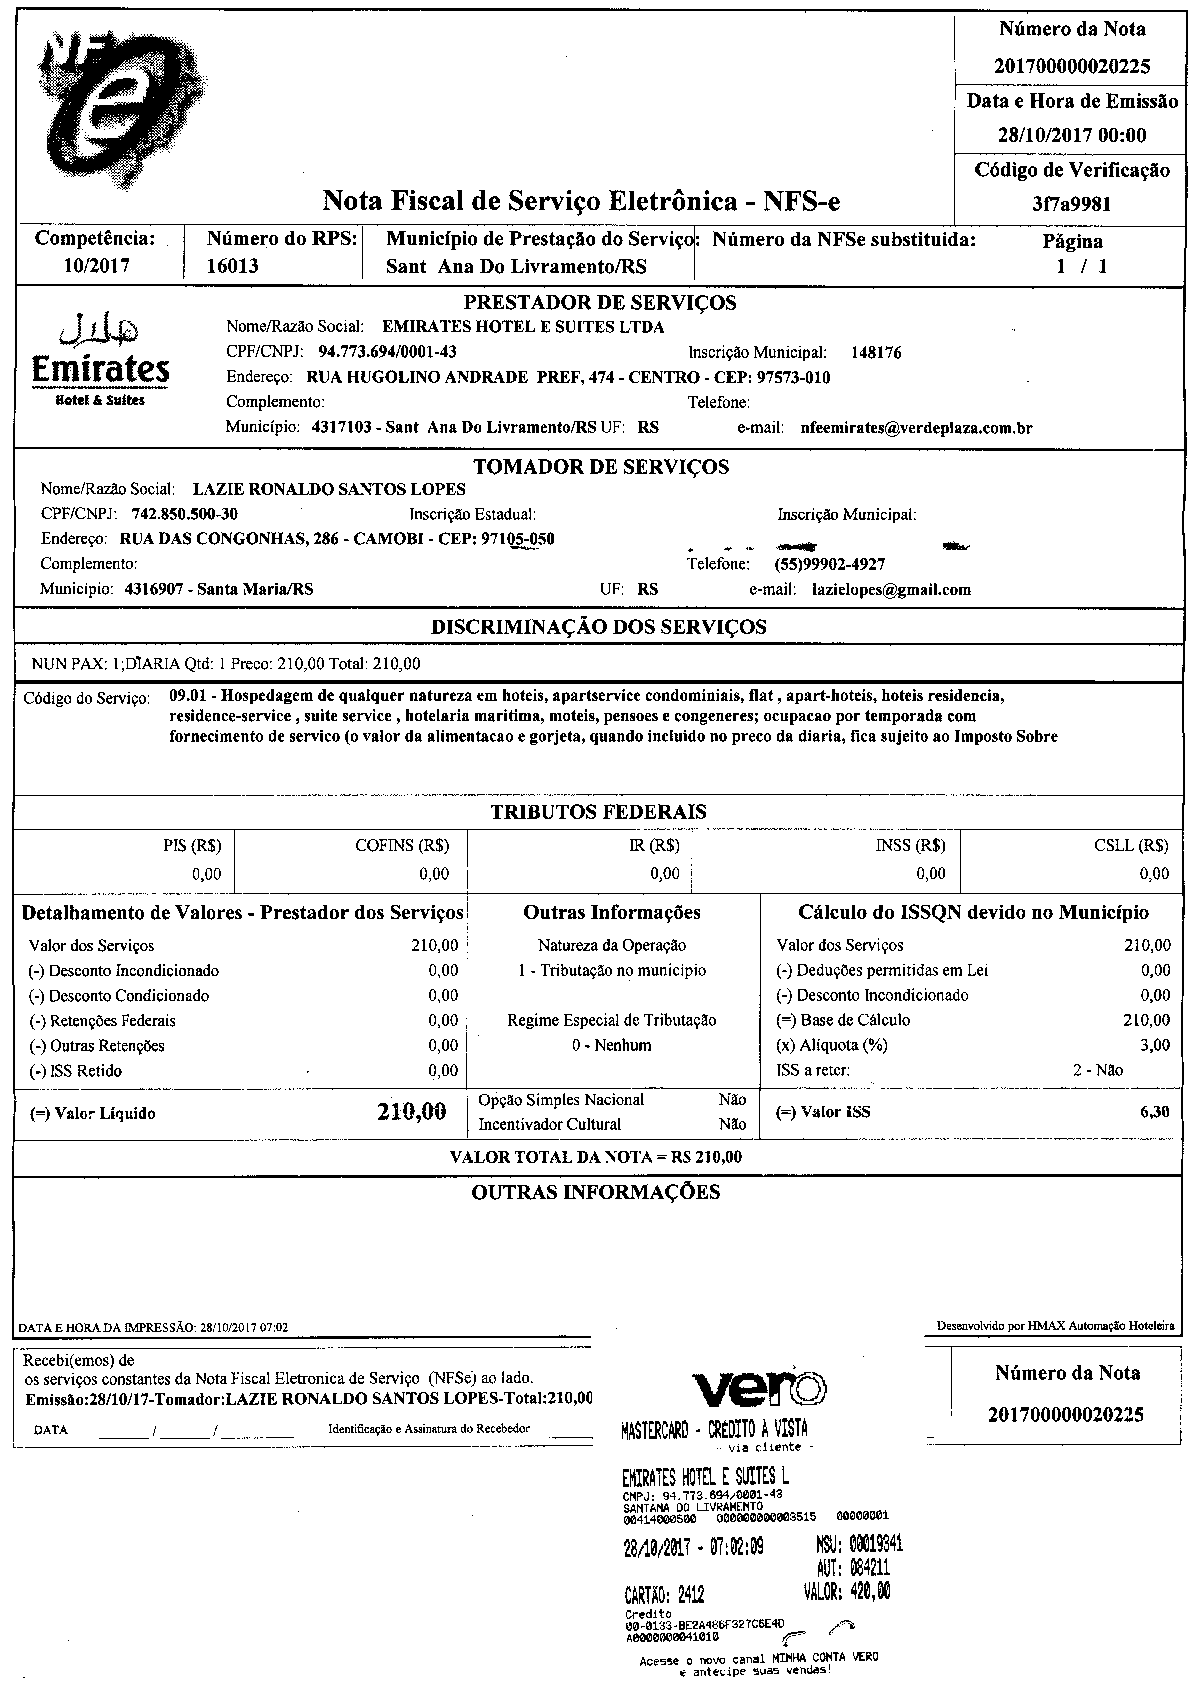 NF e
Número da Nota
201700000020225
Data e Hora de Emissão
28/10/2017 00:00
Código de Verificação
3f7a9981
Nota Fiscal de Serviço Eletrônica - NFS-e
Competência: Número do RPS: Município de Prestação do Serviço: Número da NFSe substituida: Página
10/2017 16013 Sant Ana Do Livramento/RS 1 / 1
PRESTADOR DE SERVIÇOS
Emirates
Hotel & Suites
Nome/Razão Social: EMIRATES HOTEL E SUITES LTDA
CPF/CNPJ: 94.773.694/0001-43 Inscrição Municipal: 148176
Endereço: RUA HUGOLINO ANDRADE PREF, 474 - CENTRO - CEP: 97573-010
Complemento: Telefone:
Município: 4317103 - Sant Ana Do Livramento/RS UF: RS e-mail: nfeemirates@verdeplaza.com.br
TOMADOR DE SERVIÇOS
Nome/Razão Social: LAZIE RONALDO SANTOS LOPES
CPF/CNPJ: 742.850.500-30 Inscrição Estadual: Inscrição Municipal:
Endereço: RUA DAS CONGONHAS, 286 - CAMOBI - CEP: 97105-050
Complemento: Telefone: (55)99902-4927
Município: 4316907 - Santa Maria/RS UF: RS e-mail: lazielopes@gmail.com
DISCRIMINAÇÃO DOS SERVIÇOS
NUN PAX: 1;DIARIA Qtd: 1 Preco: 210,00 Total: 210,00
Código do Serviço: 09.01 - Hospedagem de qualquer natureza em hoteis, apartservice condominiais, flat , apart-hoteis, hoteis residencia,
residence-service , suite service , hotelaria maritima, moteis, pensoes e congeneres; ocupacao por temporada com
fornecimento de servico (o valor da alimentacao e gorjeta, quando incluido no preco da diaria, fica sujeito ao Imposto Sobre
TRIBUTOS FEDERAIS
PIS (R$) COFINS (R$) IR (R$) INSS (R$) CSLL (R$)
0,00 0,00 0,00 0,00 0,00
Detalhamento de Valores - Prestador dos Serviços Outras Informações Cálculo do ISSQN devido no Município
Valor dos Serviços 210,00 Natureza da Operação Valor dos Serviços 210,00
(-) Desconto Incondicionado 0,00 1 - Tributação no municipio (-) Deduções permitidas em Lei 0,00
(-) Desconto Condicionado 0,00 (-) Desconto Incondicionado 0,00
(-) Retenções Federais 0,00 Regime Especial de Tributação (=) Base de Cálculo 210,00
(-) Outras Retenções 0,00 0 - Nenhum (x) Alíquota (%) 3,00
(-) ISS Retido 0,00 ISS a reter: 2 - Não
(=) Valor Líquido 210,00 Opção Simples Nacional Não (=) Valor ISS 6,30
Incentivador Cultural Não
VALOR TOTAL DA NOTA = R$ 210,00
OUTRAS INFORMAÇÕES
DATA E HORA DA IMPRESSÃO: 28/10/2017 07:02 Desenvolvido por HMAX Automação Hoteleira
Recebi(emos) de
os serviços constantes da Nota Fiscal Eletronica de Serviço (NFSe) ao lado.
Emissão:28/10/17-Tomador:LAZIE RONALDO SANTOS LOPES-Total:210,00
DATA ______/______/________ Identificação e Assinatura do Recebedor
Número da Nota
201700000020225
vero
MASTERCARD - CREDITO À VISTA
- via cliente -
EMIRATES HOTEL E SUITES L
CNPJ: 94.773.694/0001-43
SANTANA DO LIVRAMENTO
00414000500 000000000003515 00000001
28/10/2017 - 07:02:09 NSU: 00019341
AUT: 084211
CARTÃO: 2412 VALOR: 420,00
Credito
00-0133-BE2A486F327C6E4D
A0000000041010
Acesse o novo canal MINHA CONTA VERO
e antecipe suas vendas!